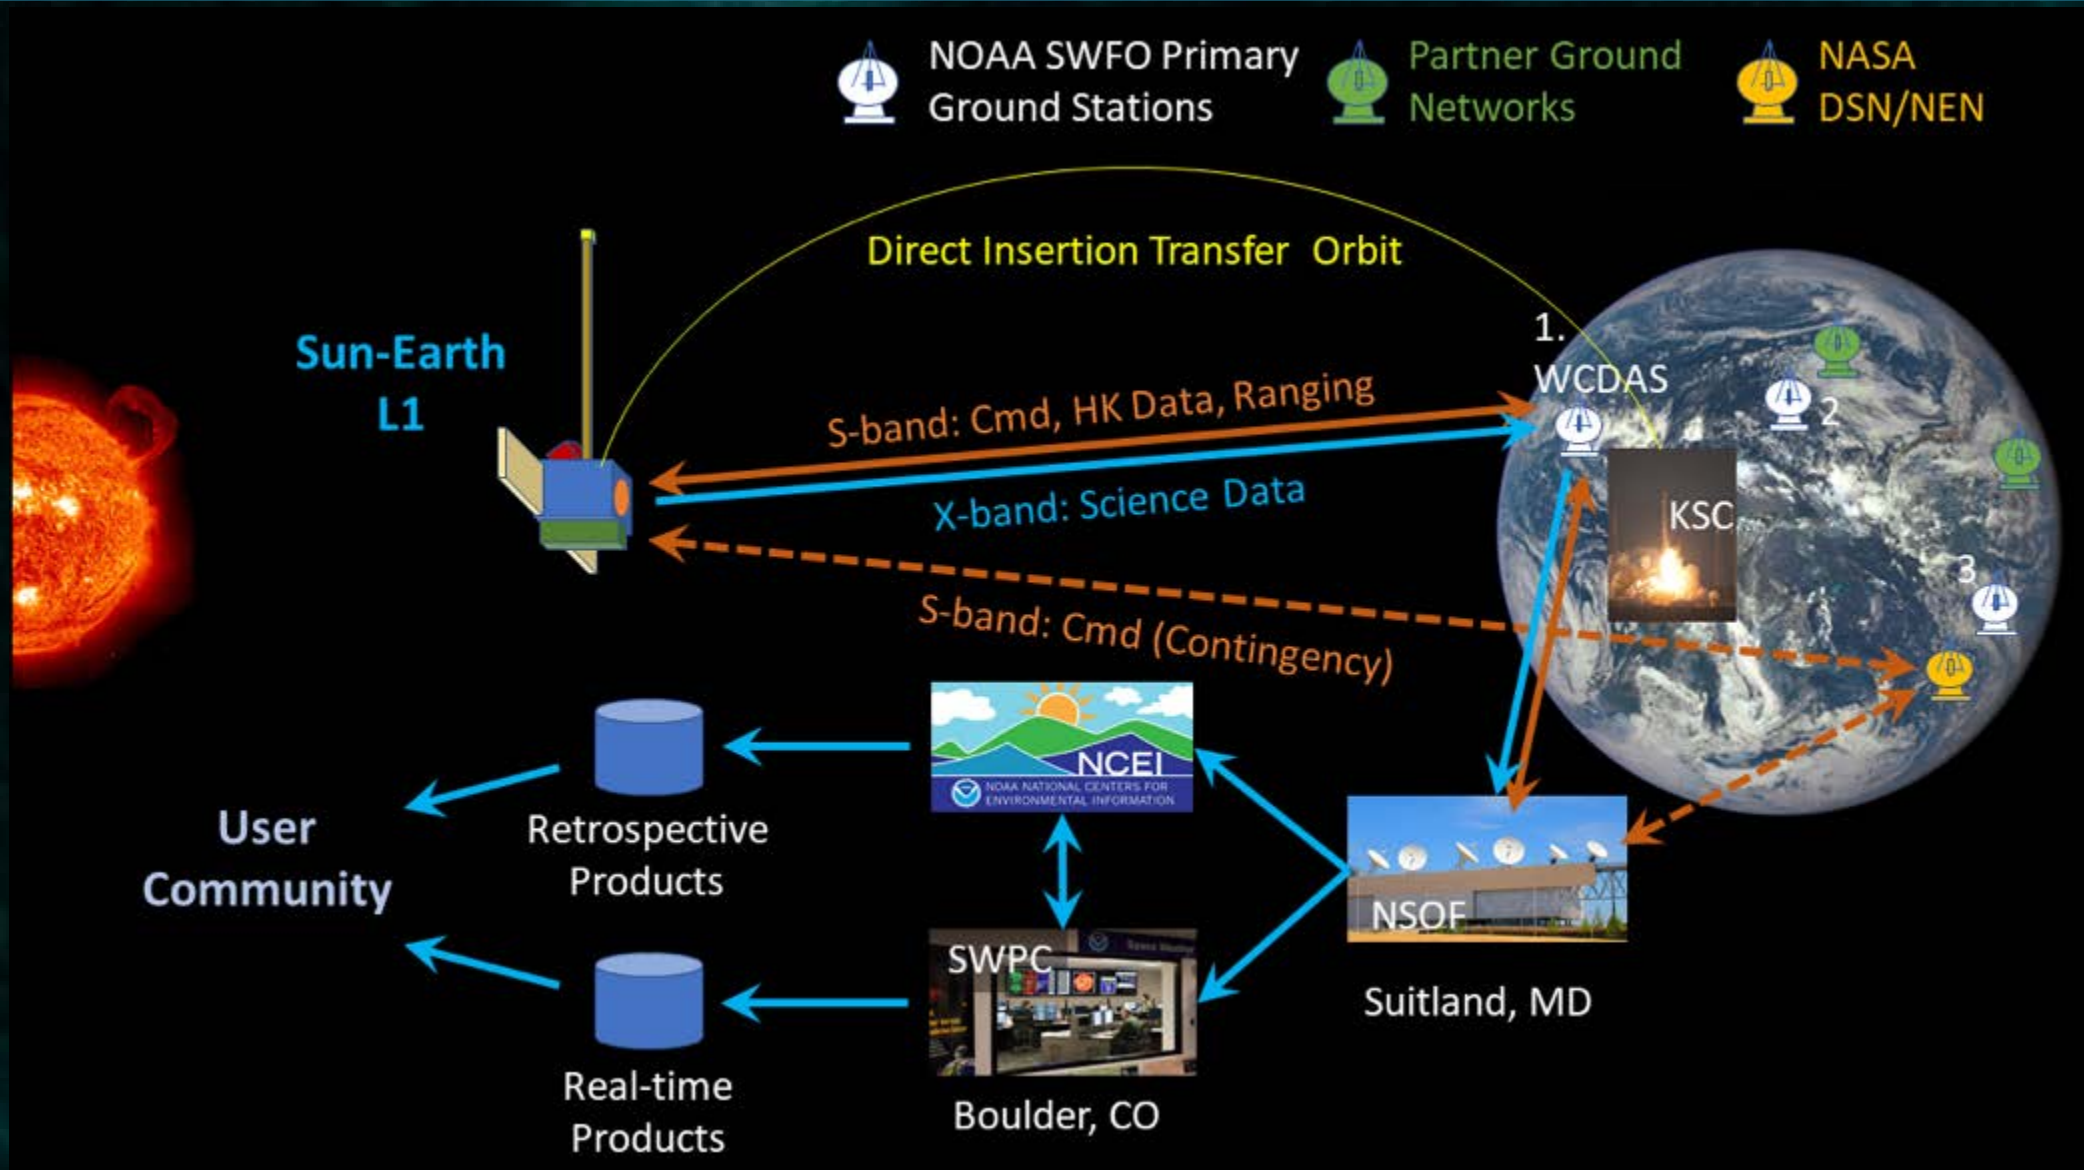 NOAA SWFO Primary
Ground Stations
Partner Ground
Networks
NASA
DSN/NEN
Direct Insertion Transfer Orbit
Sun-Earth
L1
1.
WCDAS
2
S-band: Cmd, HK Data, Ranging
X-band: Science Data
KSC
3
S-band: Cmd (Contingency)
NCEI
NOAA NATIONAL CENTERS FOR
ENVIRONMENTAL INFORMATION
User
Community
Retrospective
Products
NSOF
Suitland, MD
SWPC
Space Weather
Real-time
Products
Boulder, CO